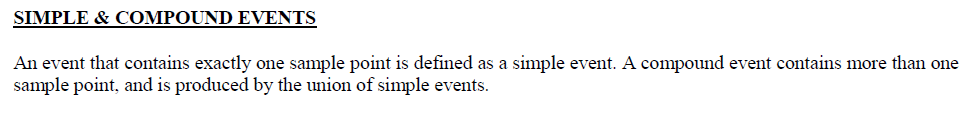 SIMPLE & COMPOUND EVENTS
An event that contains exactly one sample point is defined as a simple event. A compound event contains more than one
sample point, and is produced by the union of simple events.